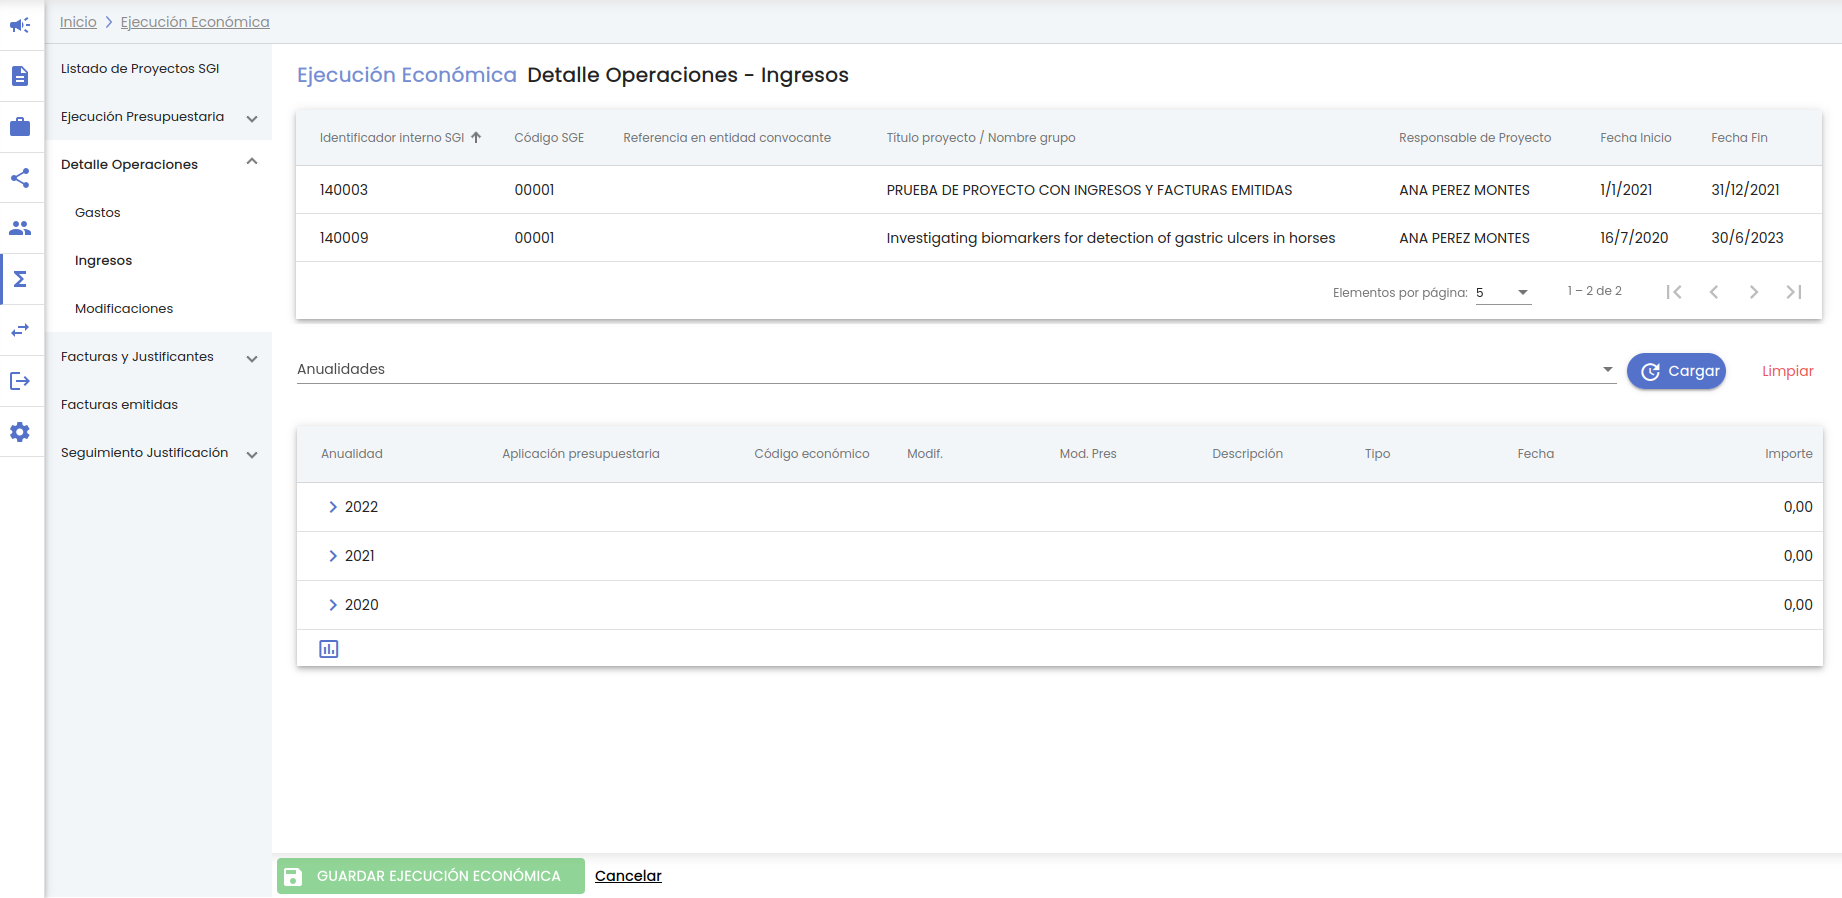 Inicio Ejecución Económica
Listado de Proyectos SGI
Ejecución Presupuestaria
Detalle Operaciones
Gastos
Ingresos
Modificaciones
Facturas y Justificantes
Facturas emitidas
Seguimiento Justificación
Ejecución Económica Detalle Operaciones - Ingresos
Identificador interno SGI Código SGE Referencia en entidad convocante Título proyecto / Nombre grupo Responsable de Proyecto Fecha Inicio Fecha Fin
140003 00001 PRUEBA DE PROYECTO CON INGRESOS Y FACTURAS EMITIDAS ANA PEREZ MONTES 1/1/2021 31/12/2021
140009 00001 Investigating biomarkers for detection of gastric ulcers in horses ANA PEREZ MONTES 16/7/2020 30/6/2023
Elementos por página: 5 1 – 2 de 2
Anualidades Cargar Limpiar
Anualidad Aplicación presupuestaria Código económico Modif. Mod. Pres Descripción Tipo Fecha Importe
2022 0,00
2021 0,00
2020 0,00
GUARDAR EJECUCIÓN ECONÓMICA Cancelar